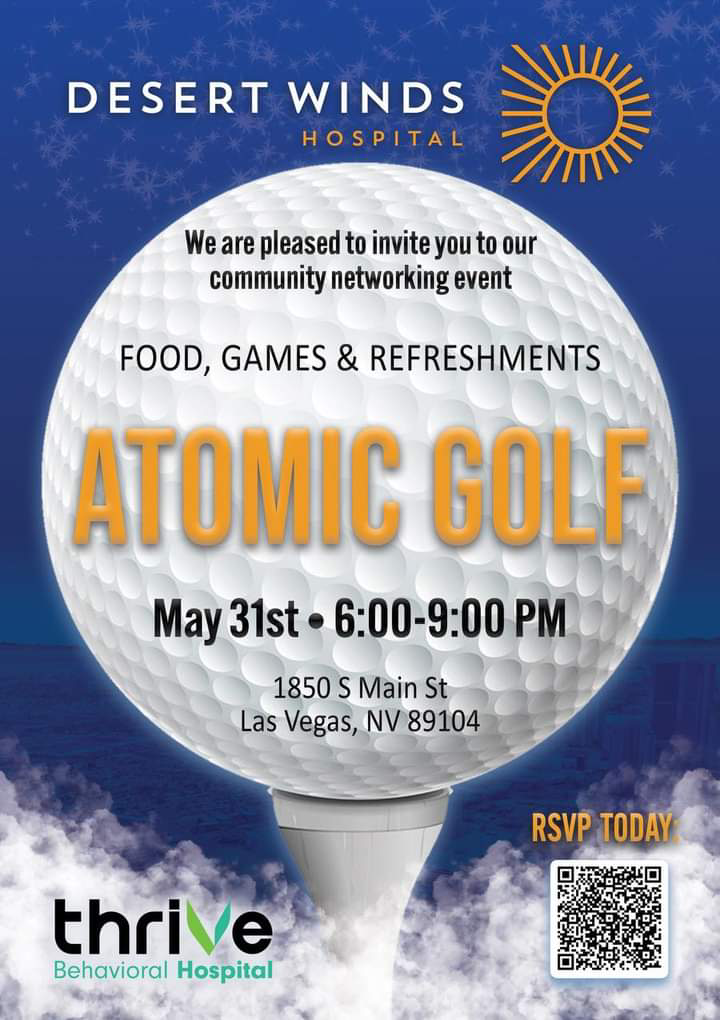 DESERT WINDS
HOSPITAL
We are pleased to invite you to our
community networking event
FOOD, GAMES & REFRESHMENTS
ATOMIC GOLF
May 31st • 6:00-9:00 PM
1850 S Main St
Las Vegas, NV 89104
RSVP TODAY:
thrive
Behavioral Hospital